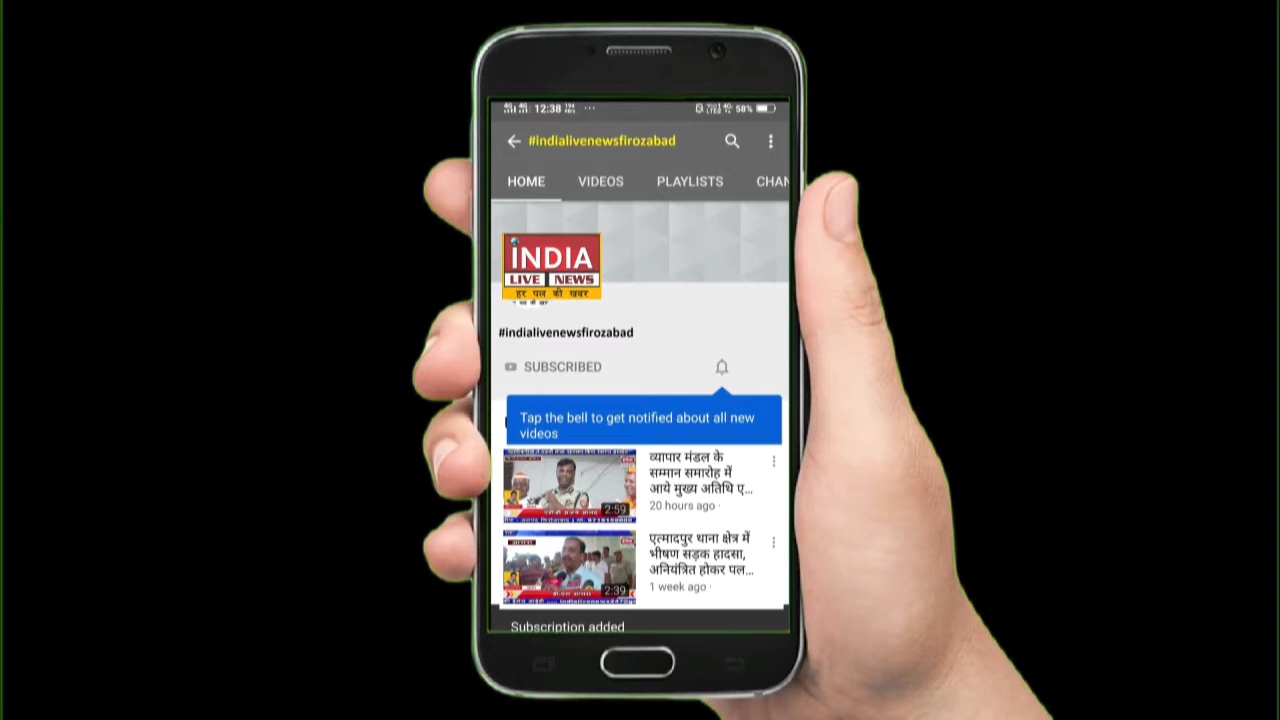 12:38 ... 58%
#indialivenewsfirozabad
HOME VIDEOS PLAYLISTS CHAN
INDIA
LIVE NEWS
हर पल की खबर
#indialivenewsfirozabad
SUBSCRIBED
Tap the bell to get notified about all new
videos
व्यापार मंडल के
सम्मान समारोह में
आये मुख्य अतिथि ए...
20 hours ago ·
2:59
एत्मादपुर थाना क्षेत्र में
भीषण सड़क हादसा,
अनियंत्रित होकर पल...
1 week ago ·
2:39
Subscription added